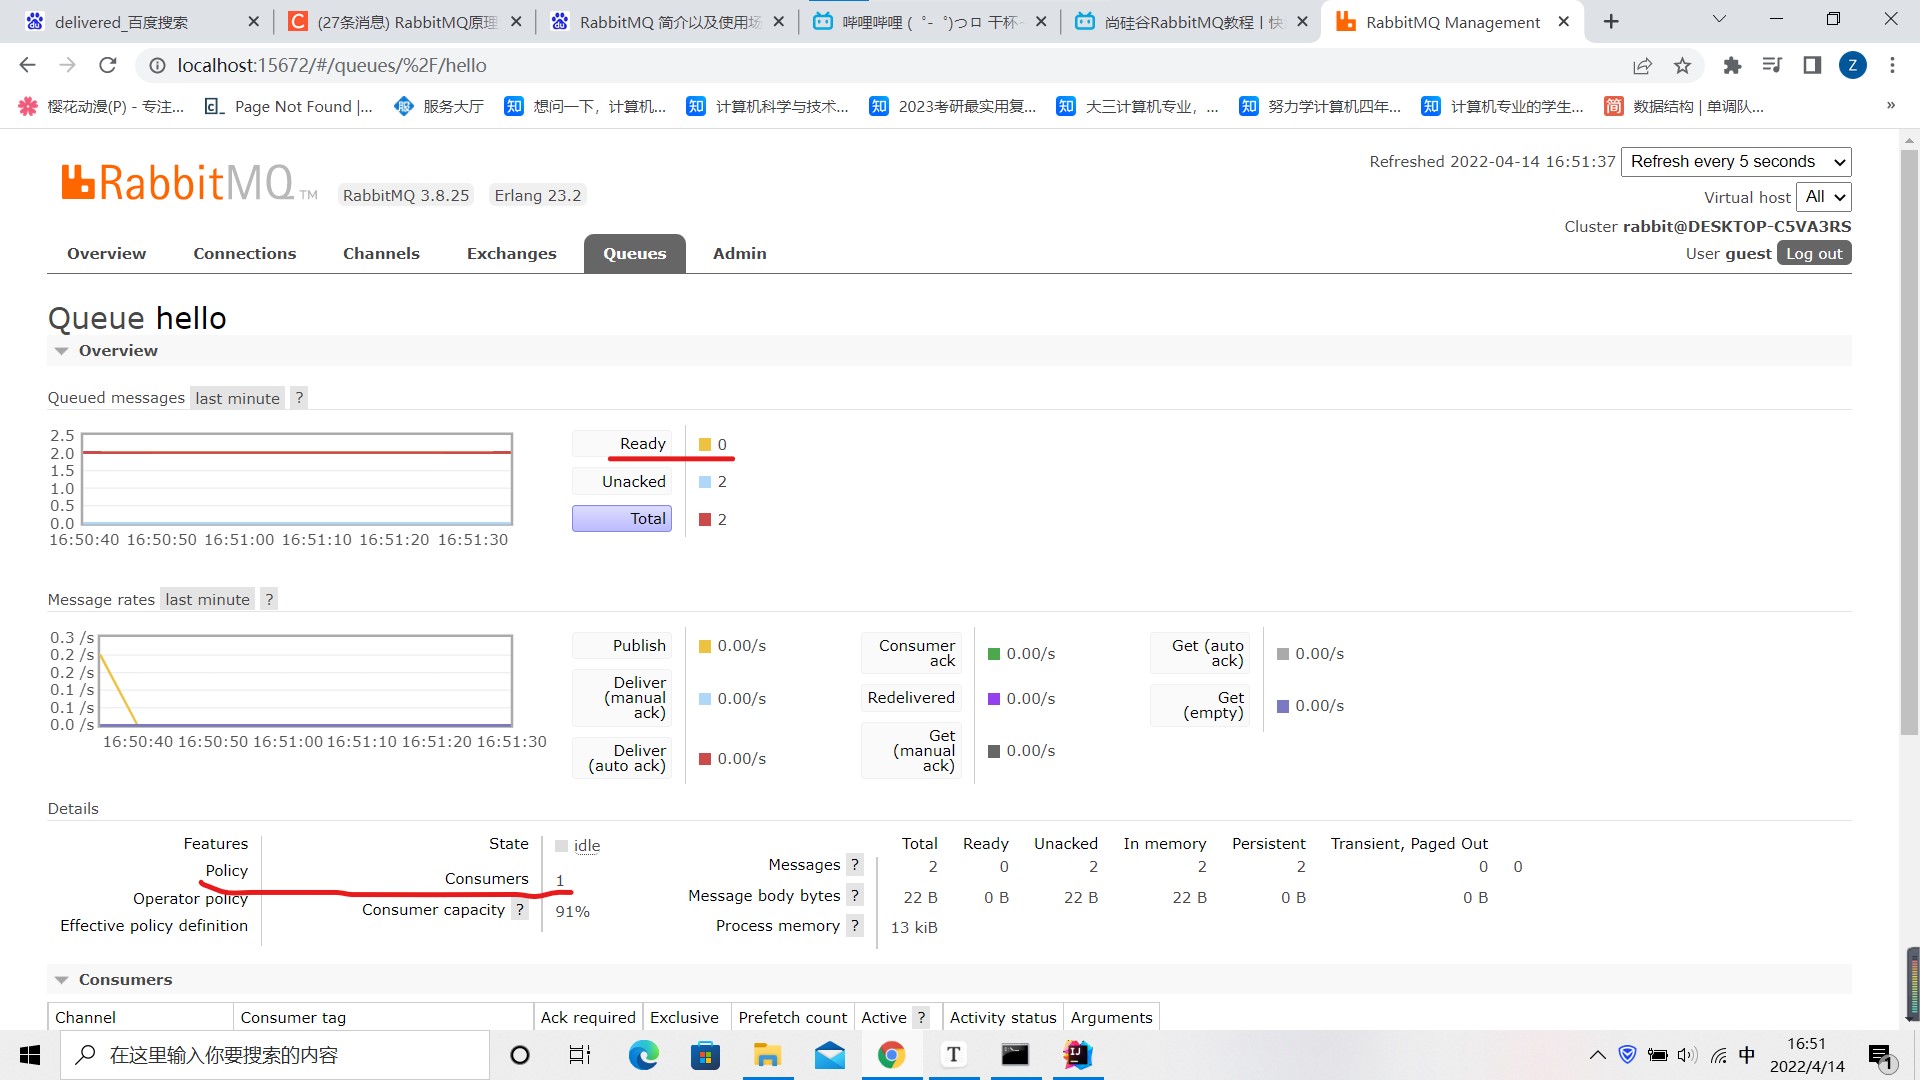 delivered_百度搜索
(27条消息) RabbitMQ原理
RabbitMQ 简介以及使用场
哔哩哔哩 ( ゜- ゜)つロ 干杯~
尚硅谷RabbitMQ教程丨快
RabbitMQ Management
localhost:15672/#/queues/%2F/hello
Z
樱花动漫(P) - 专注...
Page Not Found |...
服务大厅
知 想问一下，计算机...
知 计算机科学与技术...
知 2023考研最实用复...
知 大三计算机专业，...
知 努力学计算机四年...
知 计算机专业的学生...
简 数据结构 | 单调队...
»
RabbitMQ TM
RabbitMQ 3.8.25
Erlang 23.2
Refreshed 2022-04-14 16:51:37 Refresh every 5 seconds
Virtual host All
Cluster rabbit@DESKTOP-C5VA3RS
User guest Log out
Overview Connections Channels Exchanges Queues Admin
Queue hello
Overview
Queued messages last minute ?
2.5
2.0
1.5
1.0
0.5
0.0
16:50:40 16:50:50 16:51:00 16:51:10 16:51:20 16:51:30
Ready 0
Unacked 2
Total 2
Message rates last minute ?
0.3 /s
0.2 /s
0.2 /s
0.1 /s
0.1 /s
0.0 /s
16:50:40 16:50:50 16:51:00 16:51:10 16:51:20 16:51:30
Publish 0.00/s
Deliver (manual ack) 0.00/s
Deliver (auto ack) 0.00/s
Consumer ack 0.00/s
Redelivered 0.00/s
Get (manual ack) 0.00/s
Get (auto ack) 0.00/s
Get (empty) 0.00/s
Details
Features
Policy
Operator policy
Effective policy definition
State idle
Consumers 1
Consumer capacity ? 91%
Total Ready Unacked In memory Persistent Transient, Paged Out
Messages ? 2 0 2 2 2 0 0
Message body bytes ? 22 B 0 B 22 B 22 B 0 B 0 B
Process memory ? 13 kiB
Consumers
Channel Consumer tag Ack required Exclusive Prefetch count Active ? Activity status Arguments
在这里输入你要搜索的内容
T
IJ
中
16:51
2022/4/14
1